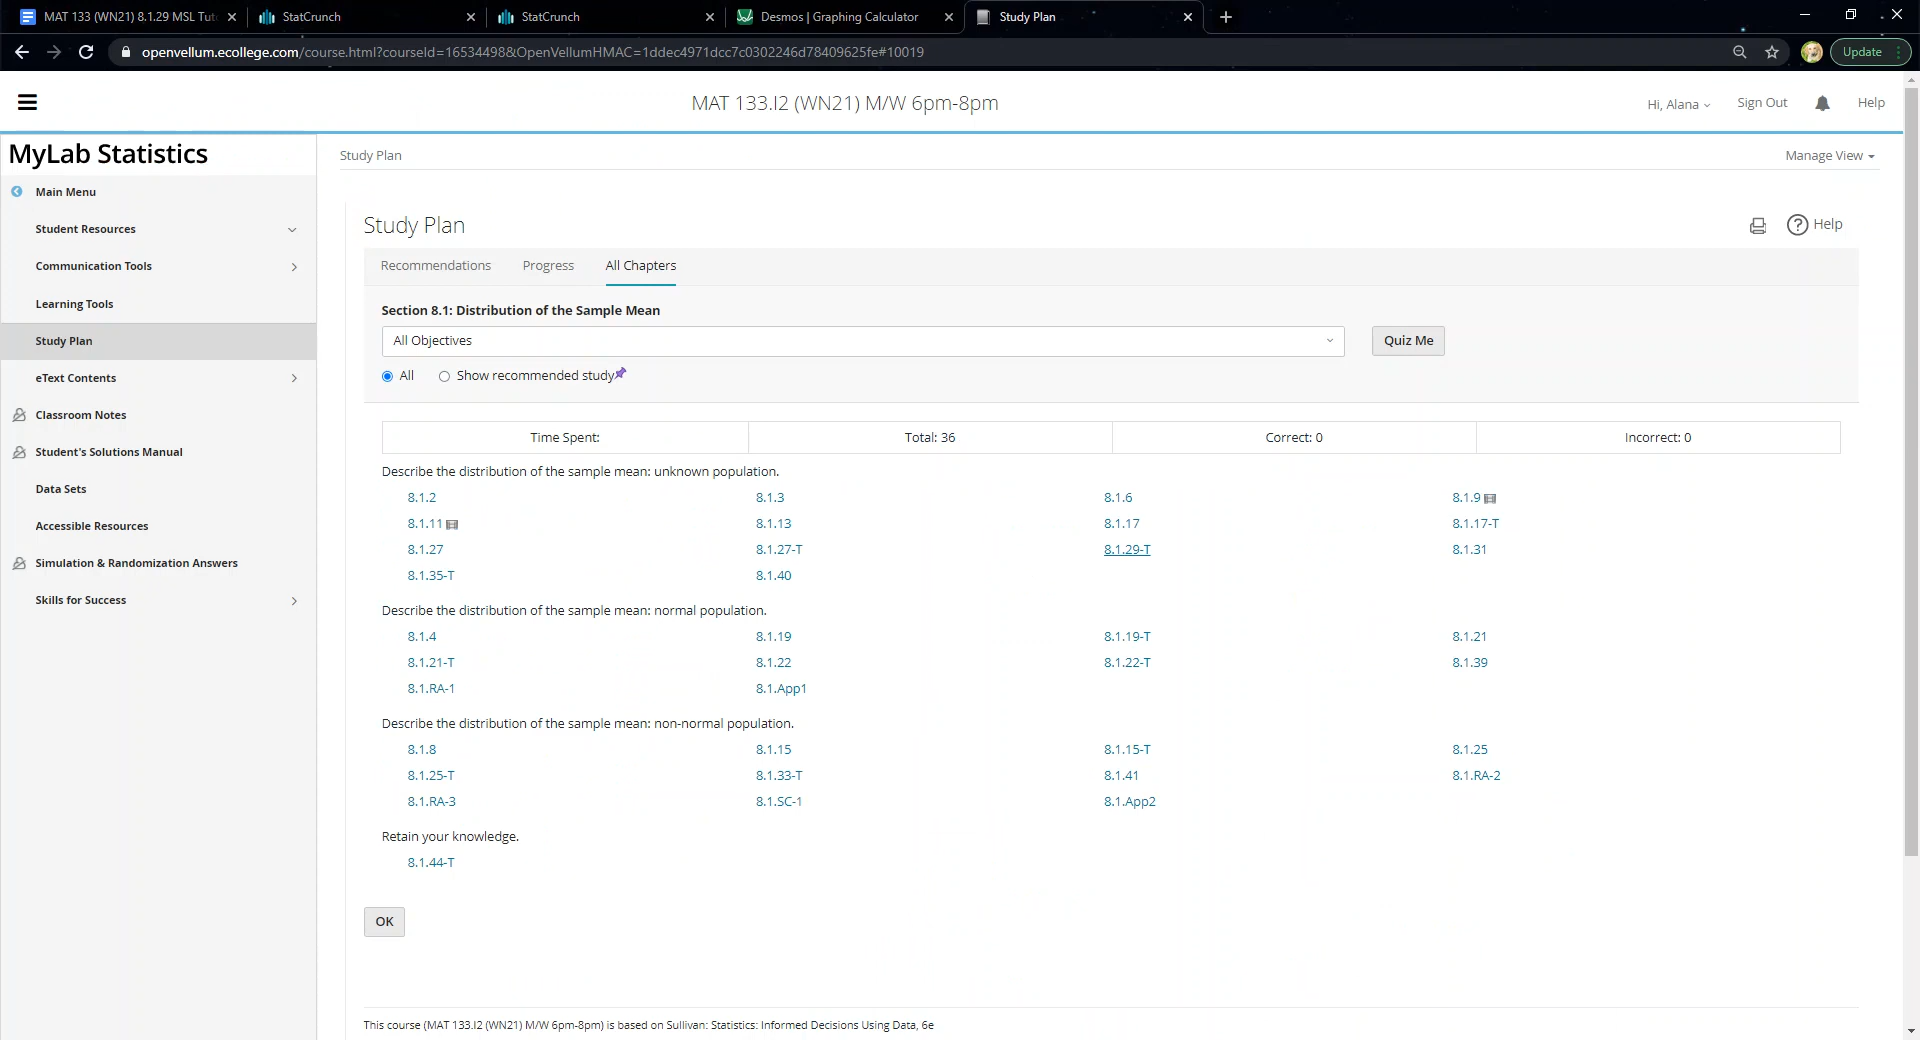 MAT 133 (WN21) 8.1.29 MSL Tut
StatCrunch
StatCrunch
Desmos | Graphing Calculator
Study Plan
openvellum.ecollege.com/course.html?courseId=16534498&OpenVellumHMAC=1ddec4971dcc7c0302246d78409625fe#10019
Update
MAT 133.I2 (WN21) M/W 6pm-8pm
Hi, Alana
Sign Out
Help
MyLab Statistics
Main Menu
Student Resources
Communication Tools
Learning Tools
Study Plan
eText Contents
Classroom Notes
Student's Solutions Manual
Data Sets
Accessible Resources
Simulation & Randomization Answers
Skills for Success
Study Plan
Manage View
Study Plan
Help
Recommendations
Progress
All Chapters
Section 8.1: Distribution of the Sample Mean
All Objectives
Quiz Me
All
Show recommended study
Time Spent:
Total: 36
Correct: 0
Incorrect: 0
Describe the distribution of the sample mean: unknown population.
8.1.2 8.1.3 8.1.6 8.1.9
8.1.11 8.1.13 8.1.17 8.1.17-T
8.1.27 8.1.27-T 8.1.29-T 8.1.31
8.1.35-T 8.1.40
Describe the distribution of the sample mean: normal population.
8.1.4 8.1.19 8.1.19-T 8.1.21
8.1.21-T 8.1.22 8.1.22-T 8.1.39
8.1.RA-1 8.1.App1
Describe the distribution of the sample mean: non-normal population.
8.1.8 8.1.15 8.1.15-T 8.1.25
8.1.25-T 8.1.33-T 8.1.41 8.1.RA-2
8.1.RA-3 8.1.SC-1 8.1.App2
Retain your knowledge.
8.1.44-T
OK
This course (MAT 133.I2 (WN21) M/W 6pm-8pm) is based on Sullivan: Statistics: Informed Decisions Using Data, 6e